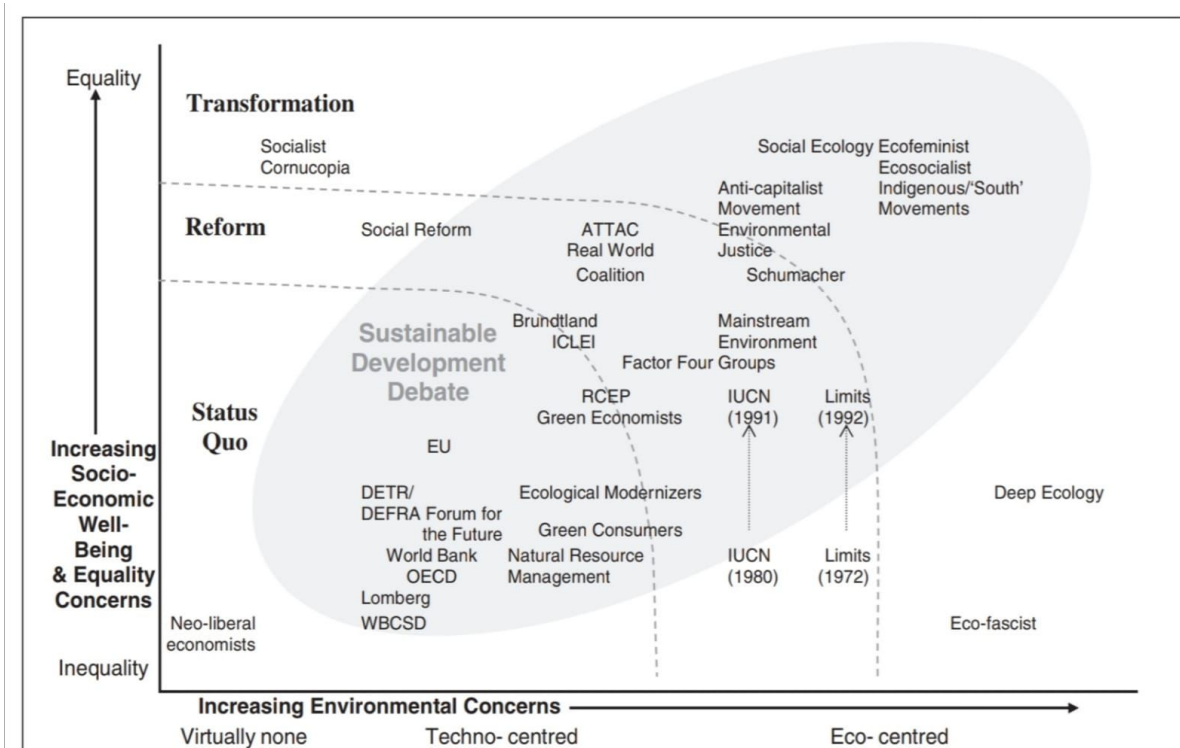 Equality
Transformation
Socialist
Cornucopia
Social Ecology Ecofeminist
Ecosocialist
Anti-capitalist
Indigenous/‘South’
Movement
Movements
Reform
Social Reform
ATTAC
Environmental
Real World
Justice
Coalition
Schumacher
Brundtland
Mainstream
Sustainable
ICLEI
Environment
Development
Factor Four Groups
Debate
RCEP
IUCN
Limits
Status
Green Economists
(1991)
(1992)
Quo
EU
Increasing
Socio-
Economic
Well-
Being
& Equality
Concerns
DETR/
Ecological Modernizers
Deep Ecology
DEFRA Forum for
the Future
Green Consumers
World Bank
Natural Resource
IUCN
Limits
OECD
Management
(1980)
(1972)
Lomberg
Neo-liberal
WBCSD
Eco-fascist
economists
Inequality
Increasing Environmental Concerns
Virtually none
Techno- centred
Eco- centred